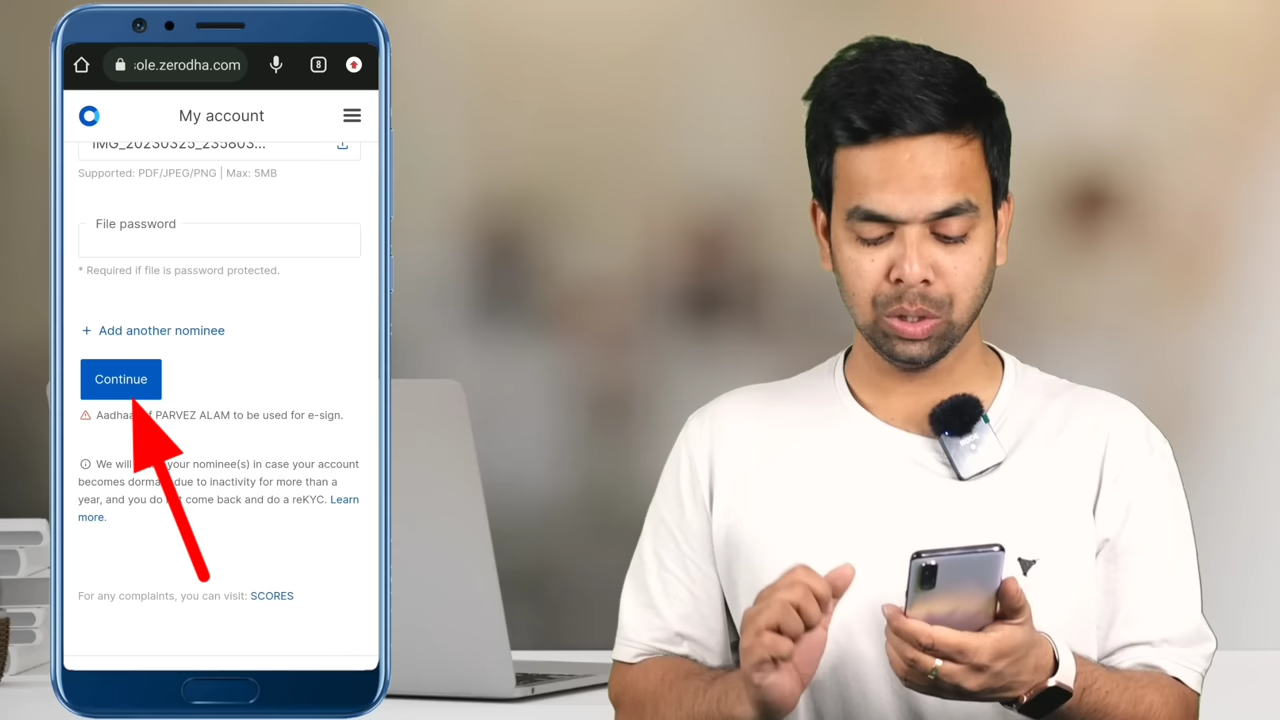 sole.zerodha.com
8
My account
IMG_20230325_235803...
Supported: PDF/JPEG/PNG | Max: 5MB
File password
* Required if file is password protected.
+ Add another nominee
Continue
PARVEZ ALAM to be used for e-sign.
We will your nominee(s) in case your account
becomes due to inactivity for more than a
year, and you do come back and do a reKYC. Learn
more.
For any complaints, you can visit: SCORES